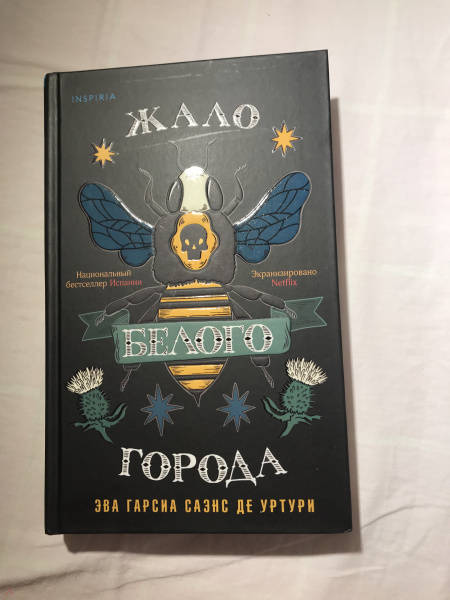 INSPIRIA
ЖАЛО
Национальный
бестселлер Испании
Экранизировано
Netflix
БЕЛОГО
ГОРОДА
ЭВА ГАРСИА САЭНС ДЕ УРТУРИ